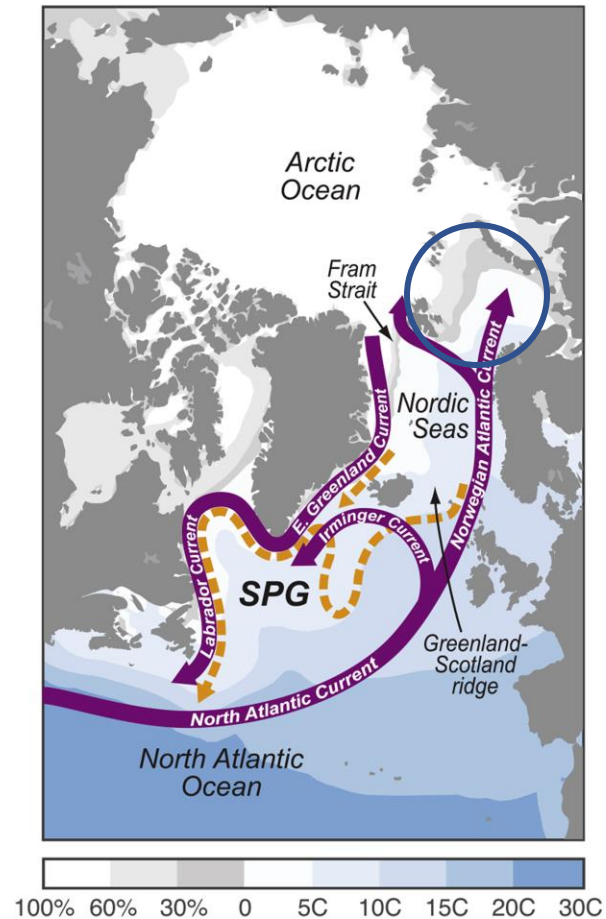 Arctic
Ocean
Fram
Strait
Nordic
Seas
E. Greenland Current
Irminger Current
Norwegian Atlantic Current
Labrador Current
SPG
Greenland-
Scotland
ridge
North Atlantic Current
North Atlantic
Ocean
100% 60% 30% 0 5C 10C 15C 20C 30C